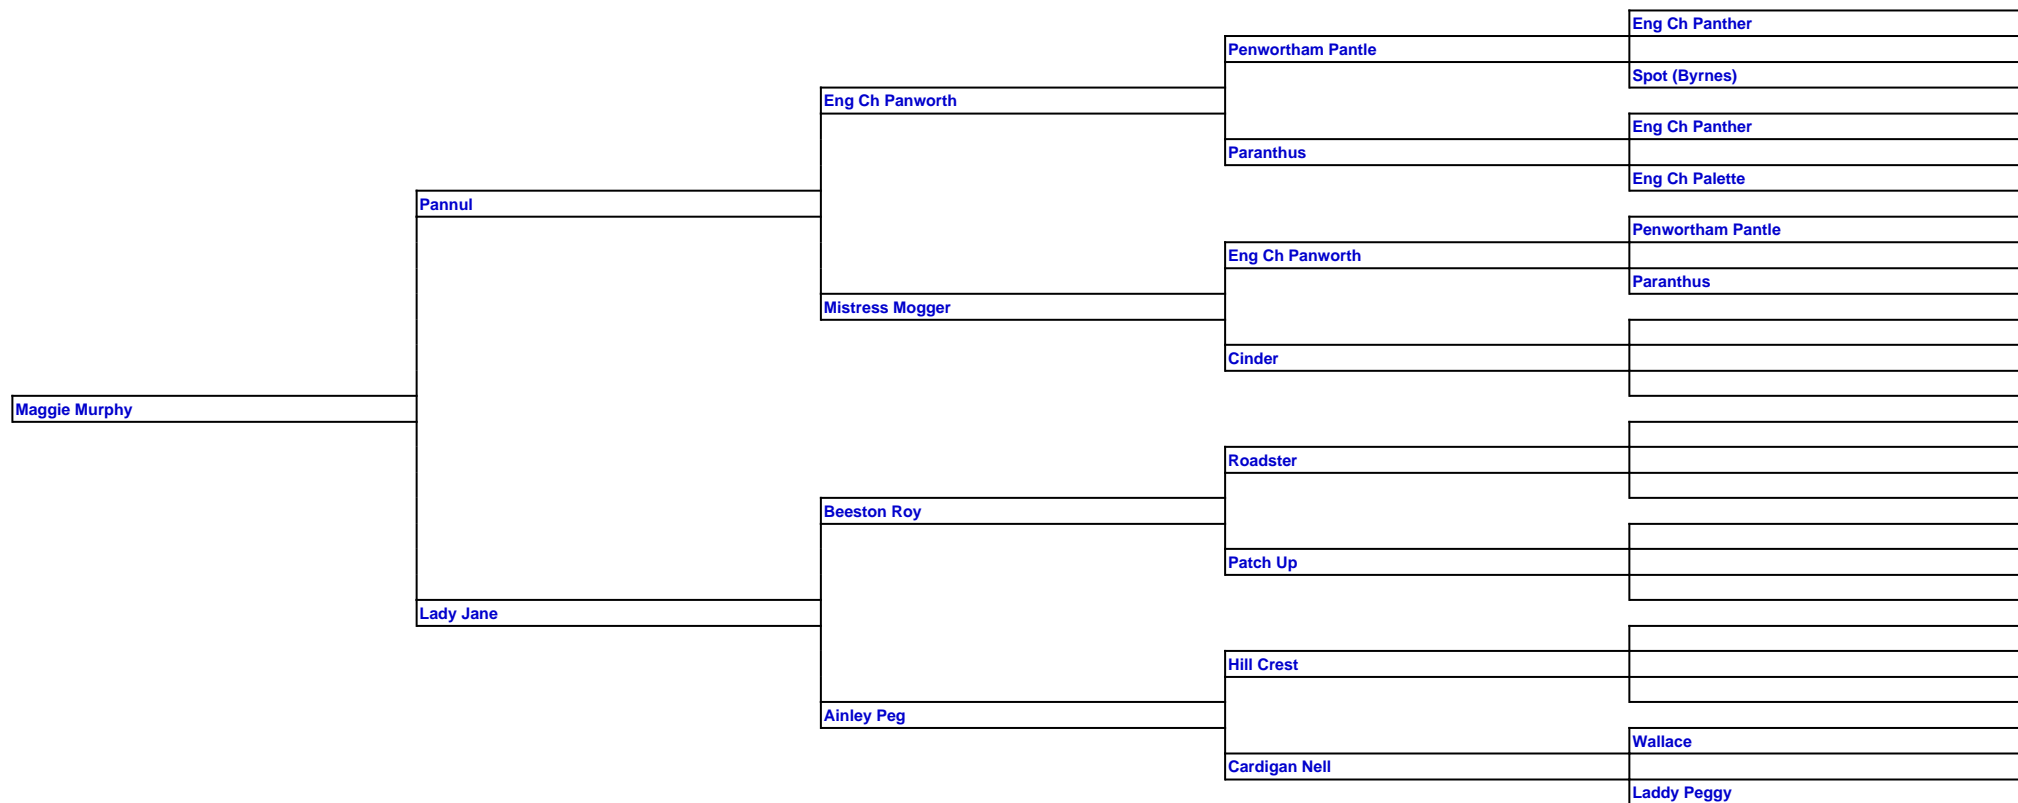 Eng Ch Panther
Penwortham Pantle
Spot (Byrnes)
Eng Ch Panworth
Eng Ch Panther
Paranthus
Eng Ch Palette
Pannul
Penwortham Pantle
Eng Ch Panworth
Paranthus
Mistress Mogger
Cinder
Maggie Murphy
Roadster
Beeston Roy
Patch Up
Lady Jane
Hill Crest
Ainley Peg
Wallace
Cardigan Nell
Laddy Peggy